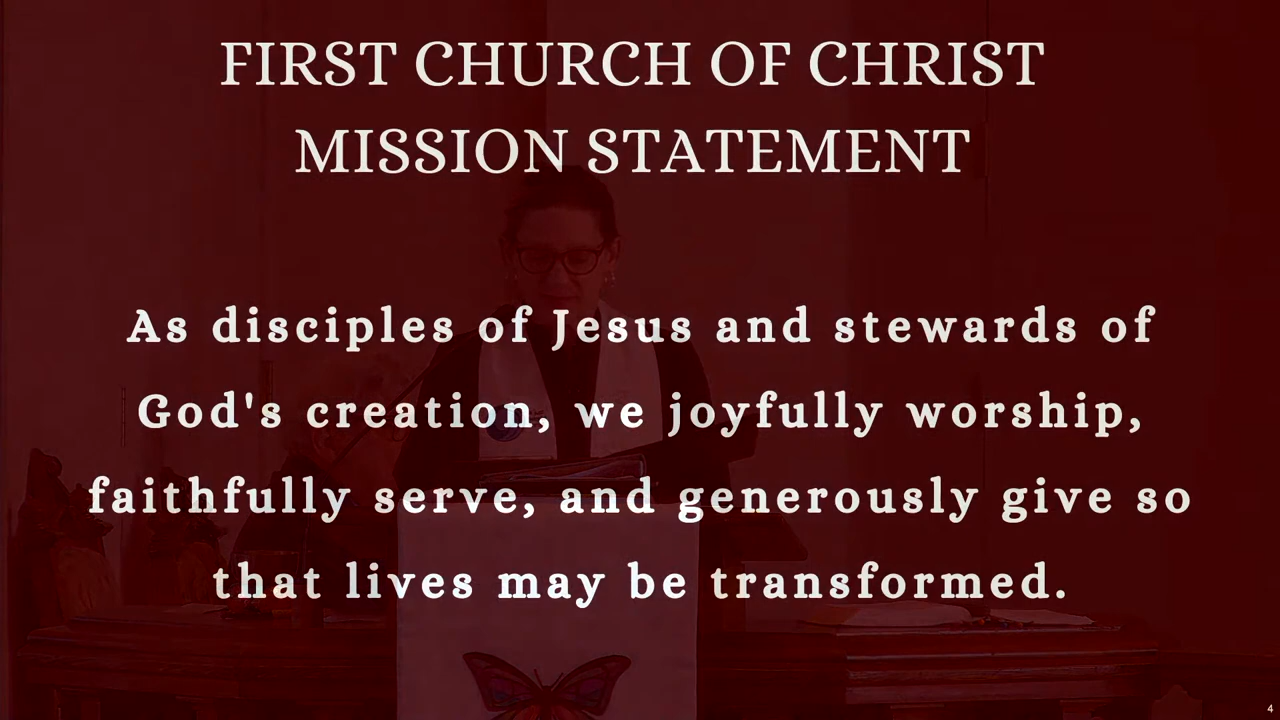 FIRST CHURCH OF CHRIST
MISSION STATEMENT
As disciples of Jesus and stewards of
God's creation, we joyfully worship,
faithfully serve, and generously give so
that lives may be transformed.
4